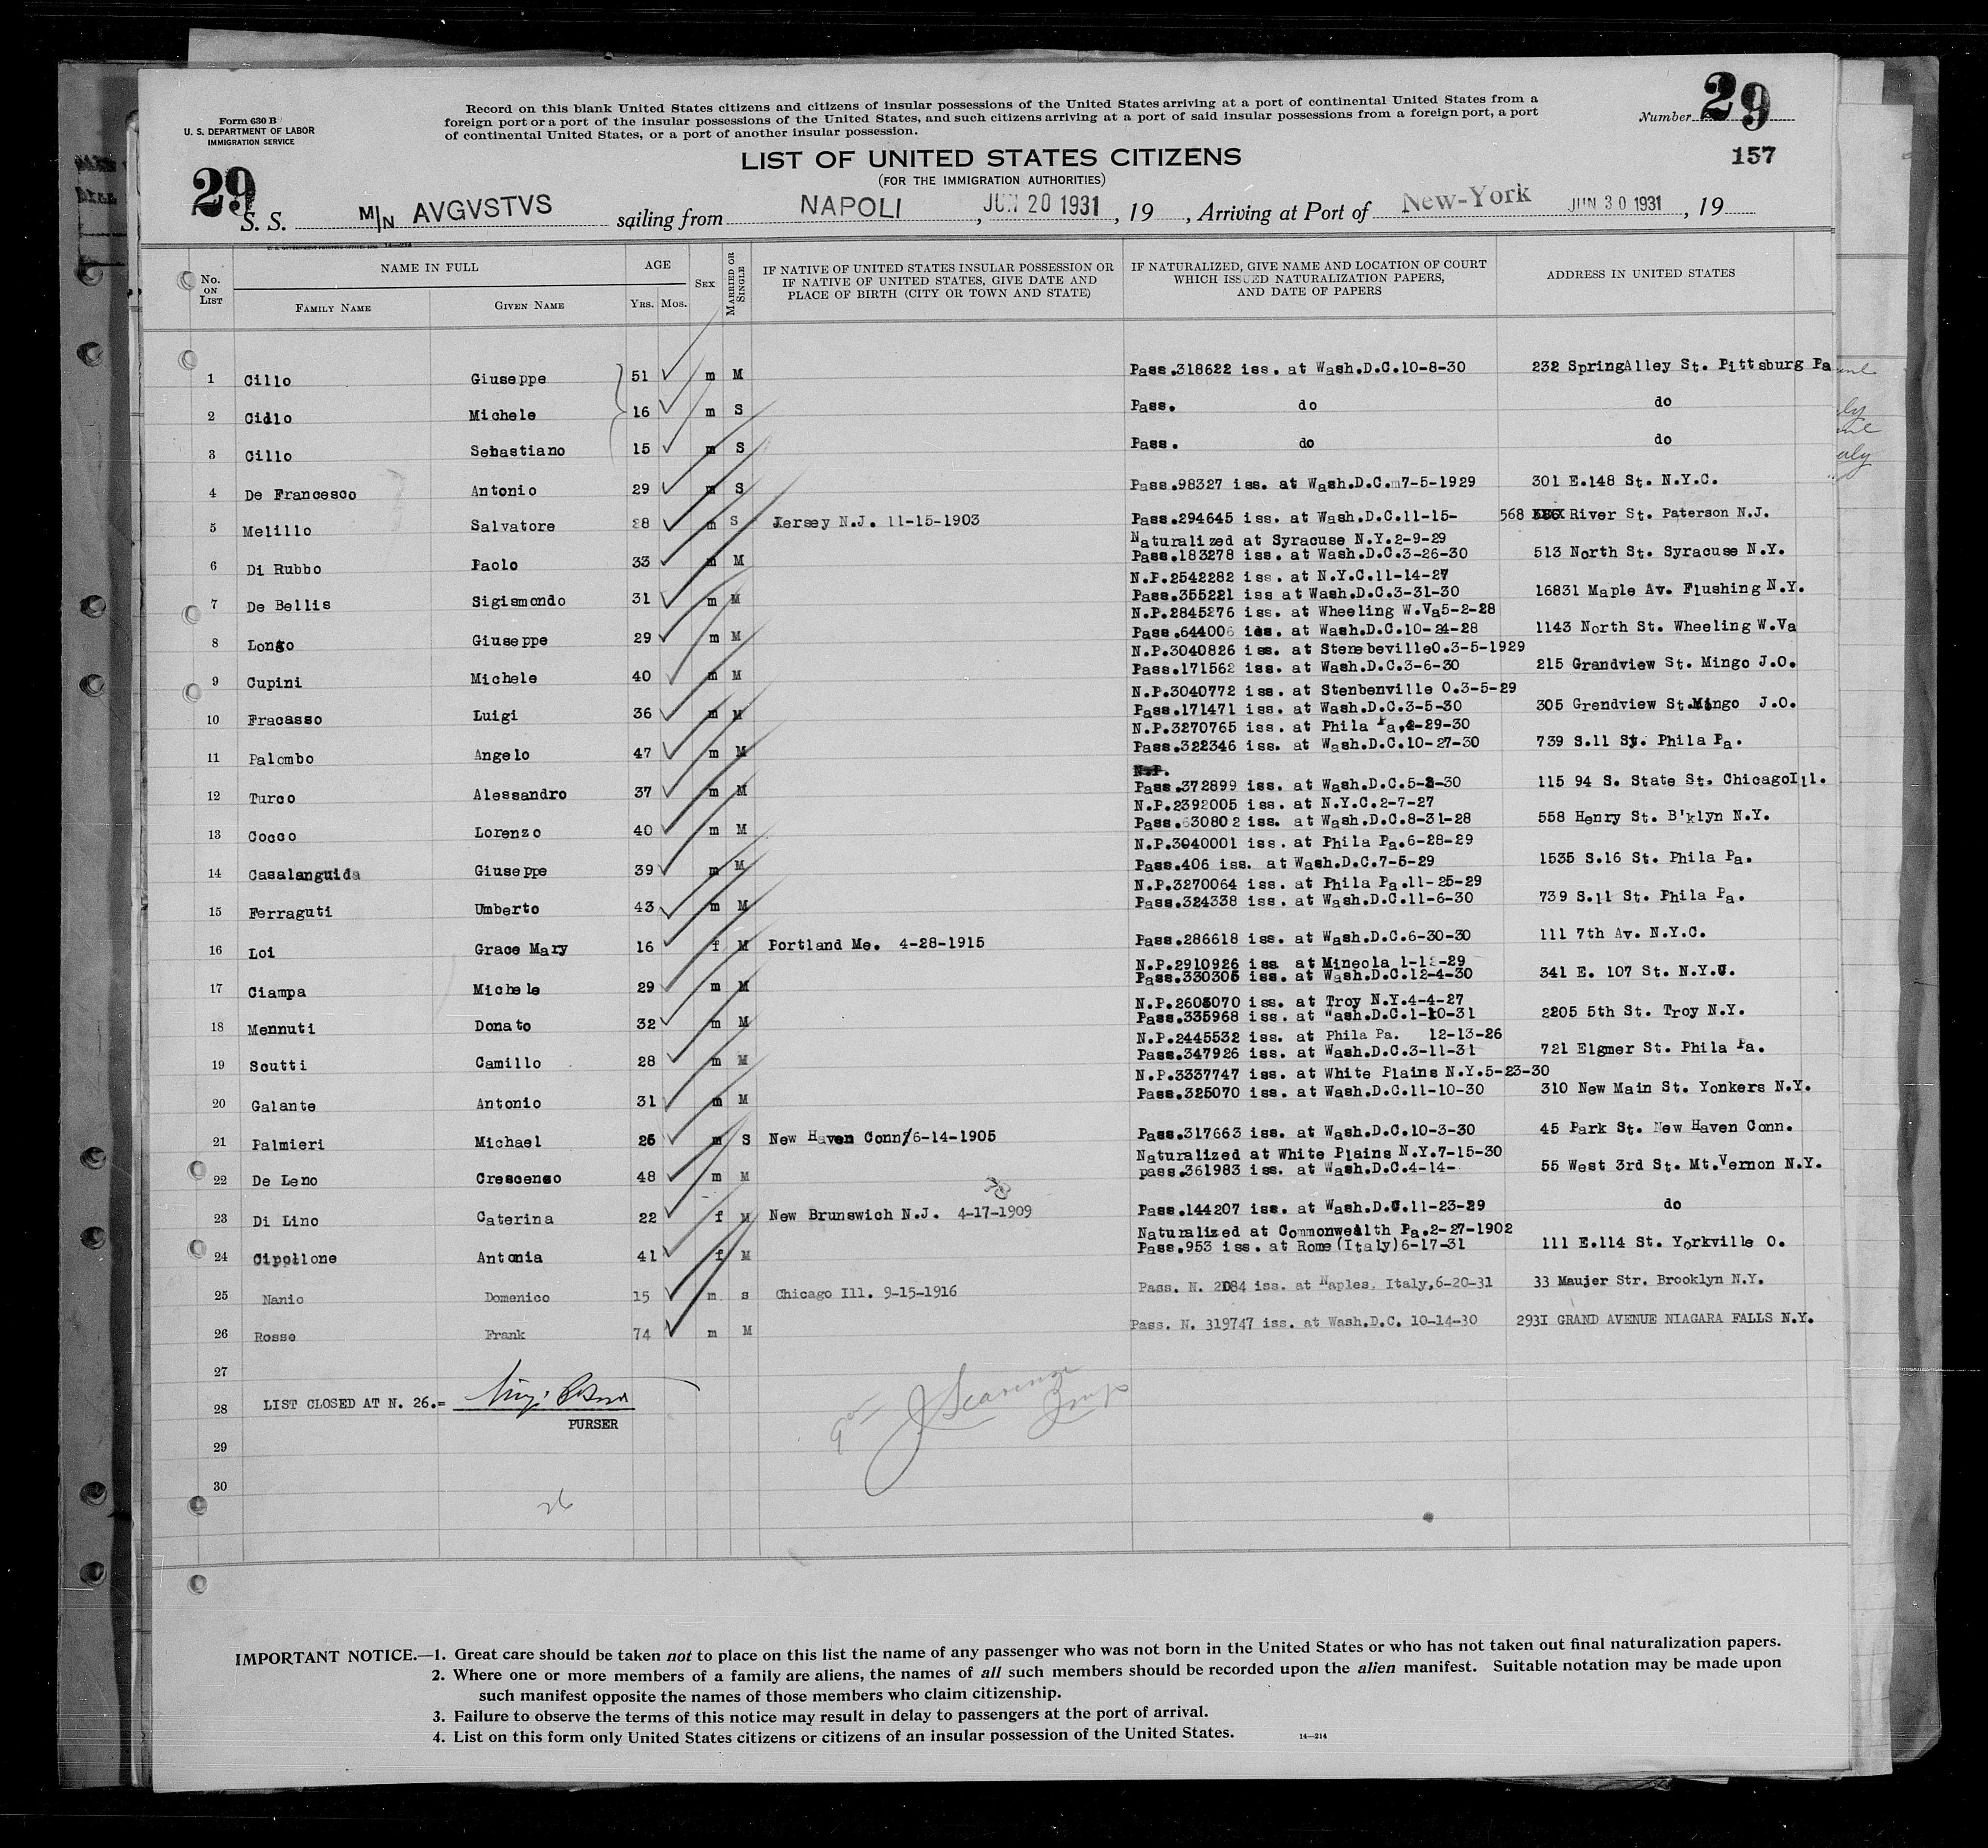 Form 630 B
U. S. DEPARTMENT OF LABOR
IMMIGRATION SERVICE
Record on this blank United States citizens and citizens of insular possessions of the United States arriving at a port of continental United States from a
foreign port or a port of the insular possessions of the United States, and such citizens arriving at a port of said insular possessions from a foreign port, a port
of continental United States, or a port of another insular possession.
Number 29
157
LIST OF UNITED STATES CITIZENS
(FOR THE IMMIGRATION AUTHORITIES)
29
S. S. M/N AVGVSTVS sailing from NAPOLI, JUN 20 1931, 19, Arriving at Port of New-York JUN 30 1931, 19
No. ON LIST
NAME IN FULL
FAMILY NAME
GIVEN NAME
AGE
YRS. MOS.
SEX
MARRIED OR SINGLE
IF NATIVE OF UNITED STATES INSULAR POSSESSION OR
IF NATIVE OF UNITED STATES, GIVE DATE AND
PLACE OF BIRTH (CITY OR TOWN AND STATE)
IF NATURALIZED, GIVE NAME AND LOCATION OF COURT
WHICH ISSUED NATURALIZATION PAPERS,
AND DATE OF PAPERS
ADDRESS IN UNITED STATES
1 Cillo Giuseppe 51 m M Pass.318622 iss. at Wash.D.C.10-8-30 232 SpringAlley St. Pittsburg Pa
2 Cidlo Michele 16 m S Pass. do do
3 Cillo Sebastiano 15 m S Pass. do do
4 De Francesco Antonio 29 m S Pass.98327 iss. at Wash.D.C.m7-5-1929 301 E.148 St. N.Y.C.
5 Melillo Salvatore 28 m S Jersey N.J. 11-15-1903 Pass.294645 iss. at Wash.D.C.11-15- 568 River St. Paterson N.J.
Naturalized at Syracuse N.Y.2-9-29
6 Di Rubbo Paolo 33 m M Pass.183278 iss. at Wash.D.C.3-26-30 513 North St. Syracuse N.Y.
N.P.2542282 iss. at N.Y.C.11-14-27
7 De Bellis Sigismondo 31 m M Pass.355221 iss at Wash.D.C.3-31-30 16831 Maple Av. Flushing N.Y.
N.P.2845276 iss. at Wheeling W.Va5-2-28
8 Longo Giuseppe 29 m M Pass.644006 iss. at Wash.D.C.10-24-28 1143 North St. Wheeling W.Va
N.P.3040826 iss. at StenebevilleO.3-5-1929
9 Cupini Michele 40 m M Pass.171562 iss. at Wash.D.C.3-6-30 215 Grandview St. Mingo J.O.
N.P.3040772 iss. at Stenbenville O.3-5-29
10 Fracasso Luigi 36 m M Pass.171471 iss. at Wash.D.C.3-5-30 305 Grendview St.Mingo J.O.
N.P.3270765 iss. at Phila Pa,4-29-30
11 Palombo Angelo 47 m M Pass.322346 iss. at Wash.D.C.10-27-30 739 S.11 St. Phila Pa.
N.P.
12 Turco Alessandro 37 m M Pass.372899 iss. at Wash.D.C.5-2-30 115 94 S. State St. ChicagoIll.
N.P.2392005 iss. at N.Y.C.2-7-27
13 Cocco Lorenzo 40 m M Pass.630802 iss. at Wash.D.C.8-31-28 558 Henry St. B'klyn N.Y.
N.P.3040001 iss. at Phila Pa.6-28-29
14 Casalanguida Giuseppe 39 m M Pass.406 iss. at Wash.D.C.7-5-29 1535 S.16 St. Phila Pa.
N.P.3270064 iss. at Phila Pa.11-25-29
15 Ferraguti Umberto 43 m M Pass.324338 iss. at Wash.D.C.11-6-30 739 S.11 St. Phila Pa.
16 Loi Grace Mary 16 f M Portland Me. 4-28-1915 Pass.286618 iss. at Wash.D.C.6-30-30 111 7th Av. N.Y.C.
N.P.2910926 iss at Mineola 1-12-29
17 Ciampa Michele 29 m M Pass.330305 iss. at Wash.D.C.12-4-30 341 E. 107 St. N.Y.C.
N.P.2605070 iss. at Troy N.Y.4-4-27
18 Mennuti Donato 32 m M Pass.335968 iss. at Wash.D.C.1-10-31 2205 5th St. Troy N.Y.
N.P.2445532 iss. at Phila Pa. 12-13-26
19 Scutti Camillo 28 m M Pass.347926 iss. at Wash.D.C.3-11-31 721 Elgmer St. Phila Pa.
N.P.3337747 iss. at White Plains N.Y.5-23-30
20 Galante Antonio 31 m M Pass.325070 iss. at Wash.D.C.11-10-30 310 New Main St. Yonkers N.Y.
21 Palmieri Michael 26 m S New Haven Conn/6-14-1905 Pass.317663 iss. at Wash.D.C.10-3-30 45 Park St. New Haven Conn.
Naturalized at White Plains N.Y.7-15-30
22 De Leno Crescenso 48 m M pass.361983 iss. at Wash.D.C.4-14- 55 West 3rd St. Mt.Vernon N.Y.
23 Di Lino Caterina 22 f M New Brunswich N.J. 4-17-1909 Pass.144207 iss. at Wash.D.C.11-23-29 do
Naturalized at Commonwealth Pa.2-27-1902
24 Cipollone Antonia 41 f M Pass.953 iss. at Rome(Italy)6-17-31 111 E.114 St. Yorkville O.
25 Nanio Domenico 15 m s Chicago Ill. 9-15-1916 Pass. N. 2084 iss. at Naples, Italy,6-20-31 33 Maujer Str. Brooklyn N.Y.
26 Rosse Frank 74 m M Pass. N. 319747 iss. at Wash.D.C. 10-14-30 293I GRAND AVENUE NIAGARA FALLS N.Y.
27
28 LIST CLOSED AT N. 26.=
PURSER
29
30
26
IMPORTANT NOTICE.—1. Great care should be taken not to place on this list the name of any passenger who was not born in the United States or who has not taken out final naturalization papers.
2. Where one or more members of a family are aliens, the names of all such members should be recorded upon the alien manifest. Suitable notation may be made upon
such manifest opposite the names of those members who claim citizenship.
3. Failure to observe the terms of this notice may result in delay to passengers at the port of arrival.
4. List on this form only United States citizens or citizens of an insular possession of the United States.
14—214